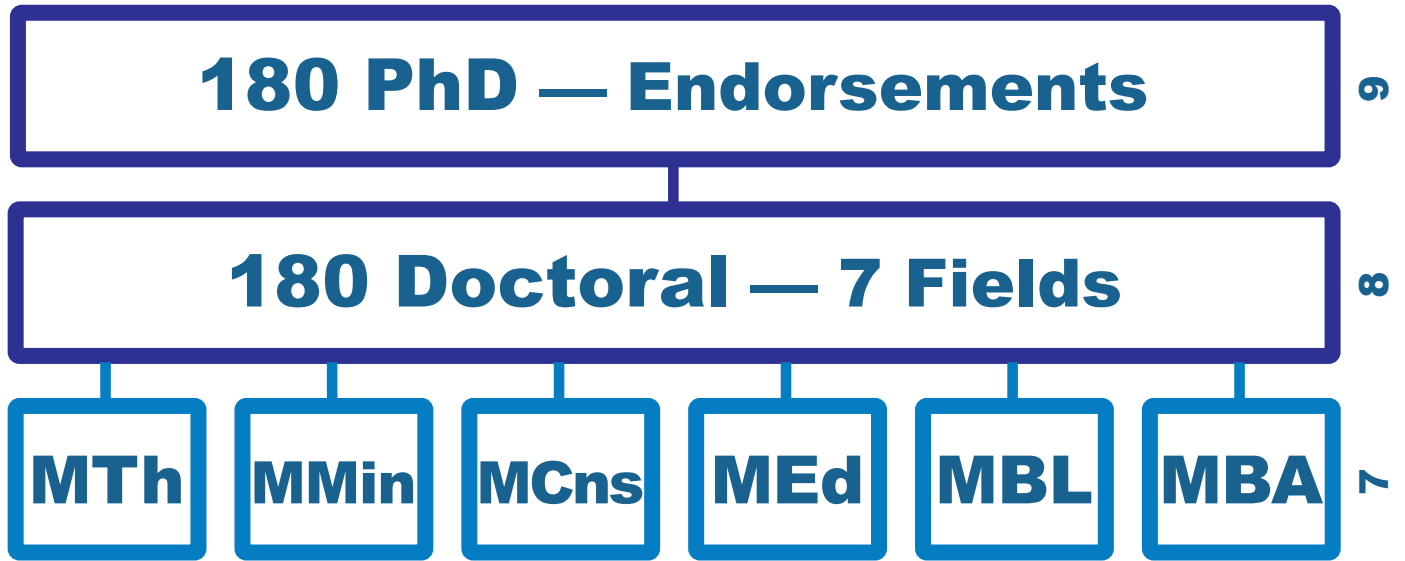 180 PhD — Endorsements
9
180 Doctoral — 7 Fields
8
MTh MMin MCns MEd MBL MBA
7